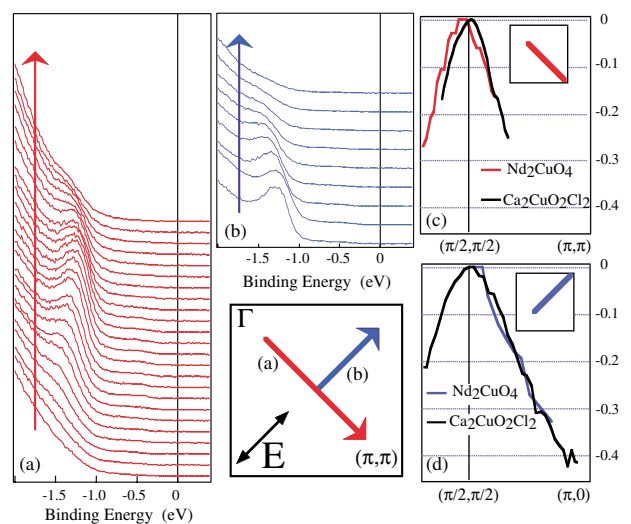 (a)
-1.5
-1.0
-0.5
0
Binding Energy (eV)
(b)
-1.5
-1.0
-0.5
0
Binding Energy (eV)
Γ
(a)
(b)
E
(π,π)
0
-0.1
-0.2
-0.3
-0.4
Nd₂CuO₄
Ca₂CuO₂Cl₂
(c)
(π/2,π/2)
(π,π)
0
-0.1
-0.2
-0.3
-0.4
Nd₂CuO₄
Ca₂CuO₂Cl₂
(d)
(π/2,π/2)
(π,0)